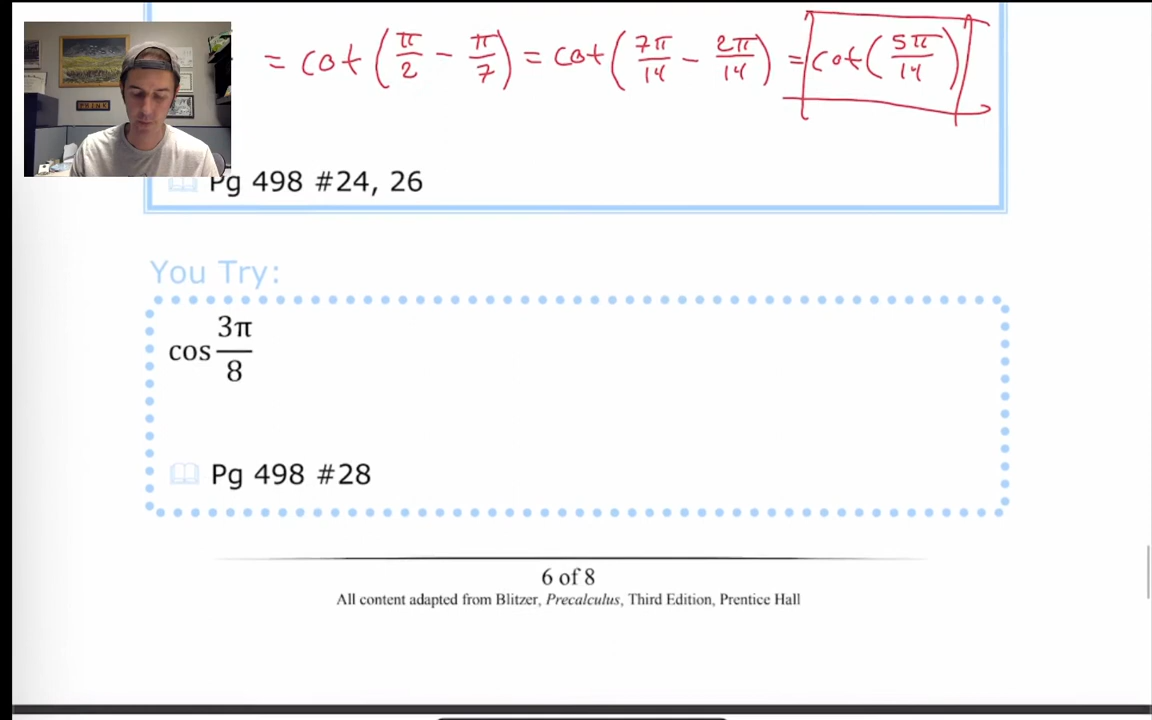 = cot(π/2 − π/7) = cot(7π/14 − 2π/14) = cot(5π/14)
Pg 498 #24, 26
You Try:
cos 3π/8
Pg 498 #28
6 of 8
All content adapted from Blitzer, Precalculus, Third Edition, Prentice Hall